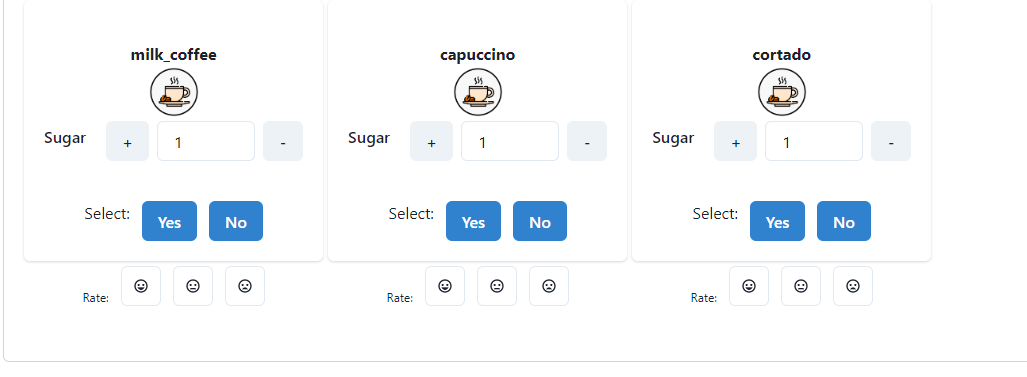 milk_coffee capuccino cortado
Sugar + 1 - Sugar + 1 - Sugar + 1 -
Select: Yes No Select: Yes No Select: Yes No
Rate: Rate: Rate: